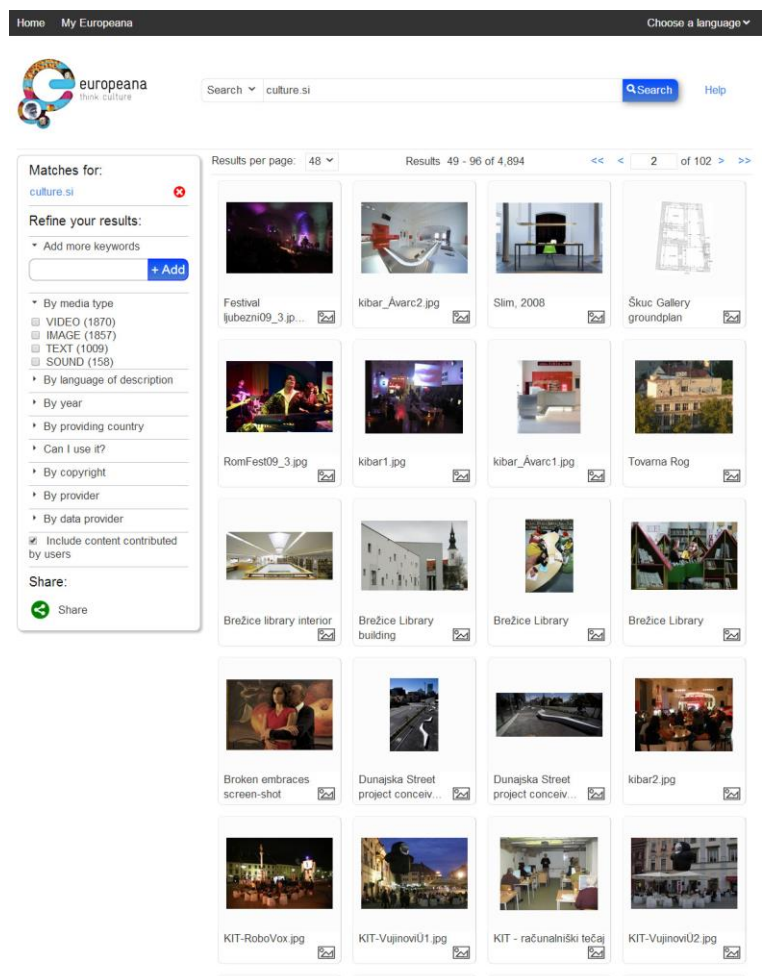 Home My Europeana Choose a language
europeana
think culture
Search culture.si Search Help
Matches for:
culture.si
Refine your results:
Add more keywords
+ Add
By media type
VIDEO (1870)
IMAGE (1857)
TEXT (1009)
SOUND (158)
By language of description
By year
By providing country
Can I use it?
By copyright
By provider
By data provider
Include content contributed
by users
Share:
Share
Results per page: 48 Results 49 - 96 of 4,894 << < 2 of 102 > >>
Festival
ljubezni09_3.jp...
kibar_Ávarc2.jpg
Slim, 2008
Škuc Gallery
groundplan
RomFest09_3.jpg
kibar1.jpg
kibar_Ávarc1.jpg
Tovarna Rog
Brežice library interior
Brežice Library
building
Brežice Library
Brežice Library
Broken embraces
screen-shot
Dunajska Street
project conceiv...
Dunajska Street
project conceiv...
kibar2.jpg
KIT-RoboVox.jpg
KIT-VujinoviÜ1.jpg
KIT - računalniški tečaj
KIT-VujinoviÜ2.jpg